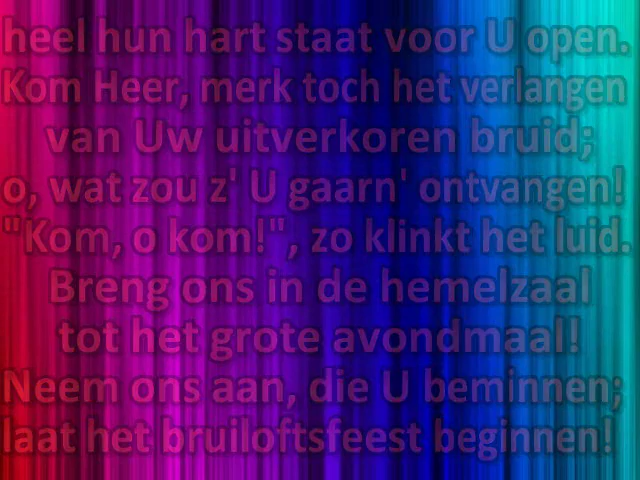 heel hun hart staat voor U open.
Kom Heer, merk toch het verlangen
van Uw uitverkoren bruid;
o, wat zou z' U gaarn' ontvangen!
"Kom, o kom!", zo klinkt het luid.
Breng ons in de hemelzaal
tot het grote avondmaal!
Neem ons aan, die U beminnen;
laat het bruiloftsfeest beginnen!